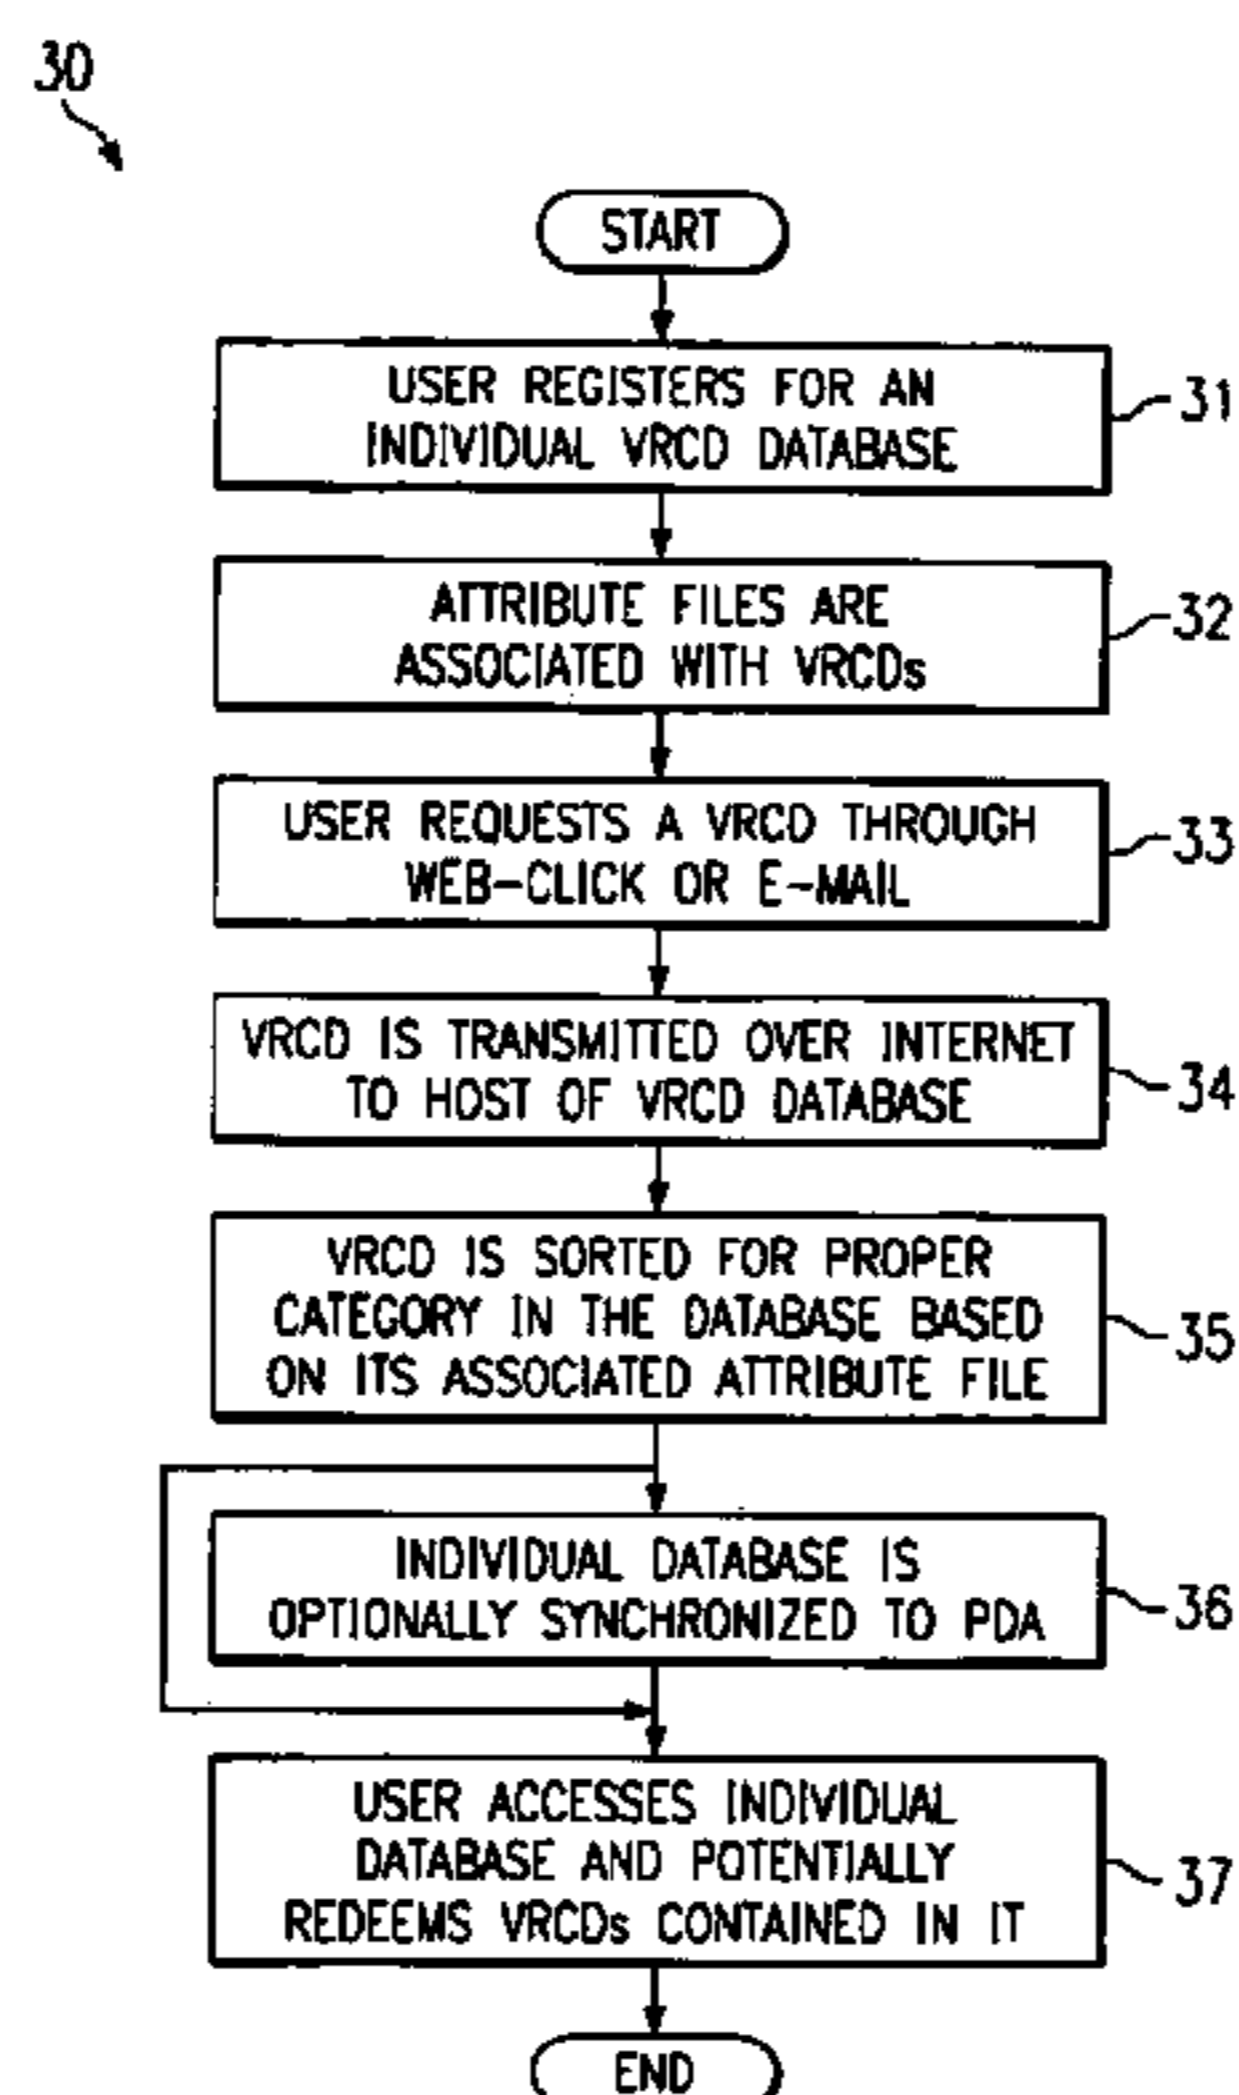 30
START
USER REGISTERS FOR AN
INDIVIDUAL VRCD DATABASE
31
ATTRIBUTE FILES ARE
ASSOCIATED WITH VRCDs
32
USER REQUESTS A VRCD THROUGH
WEB-CLICK OR E-MAIL
33
VRCD IS TRANSMITTED OVER INTERNET
TO HOST OF VRCD DATABASE
34
VRCD IS SORTED FOR PROPER
CATEGORY IN THE DATABASE BASED
ON ITS ASSOCIATED ATTRIBUTE FILE
35
INDIVIDUAL DATABASE IS
OPTIONALLY SYNCHRONIZED TO PDA
36
USER ACCESSES INDIVIDUAL
DATABASE AND POTENTIALLY
REDEEMS VRCDs CONTAINED IN IT
37
END